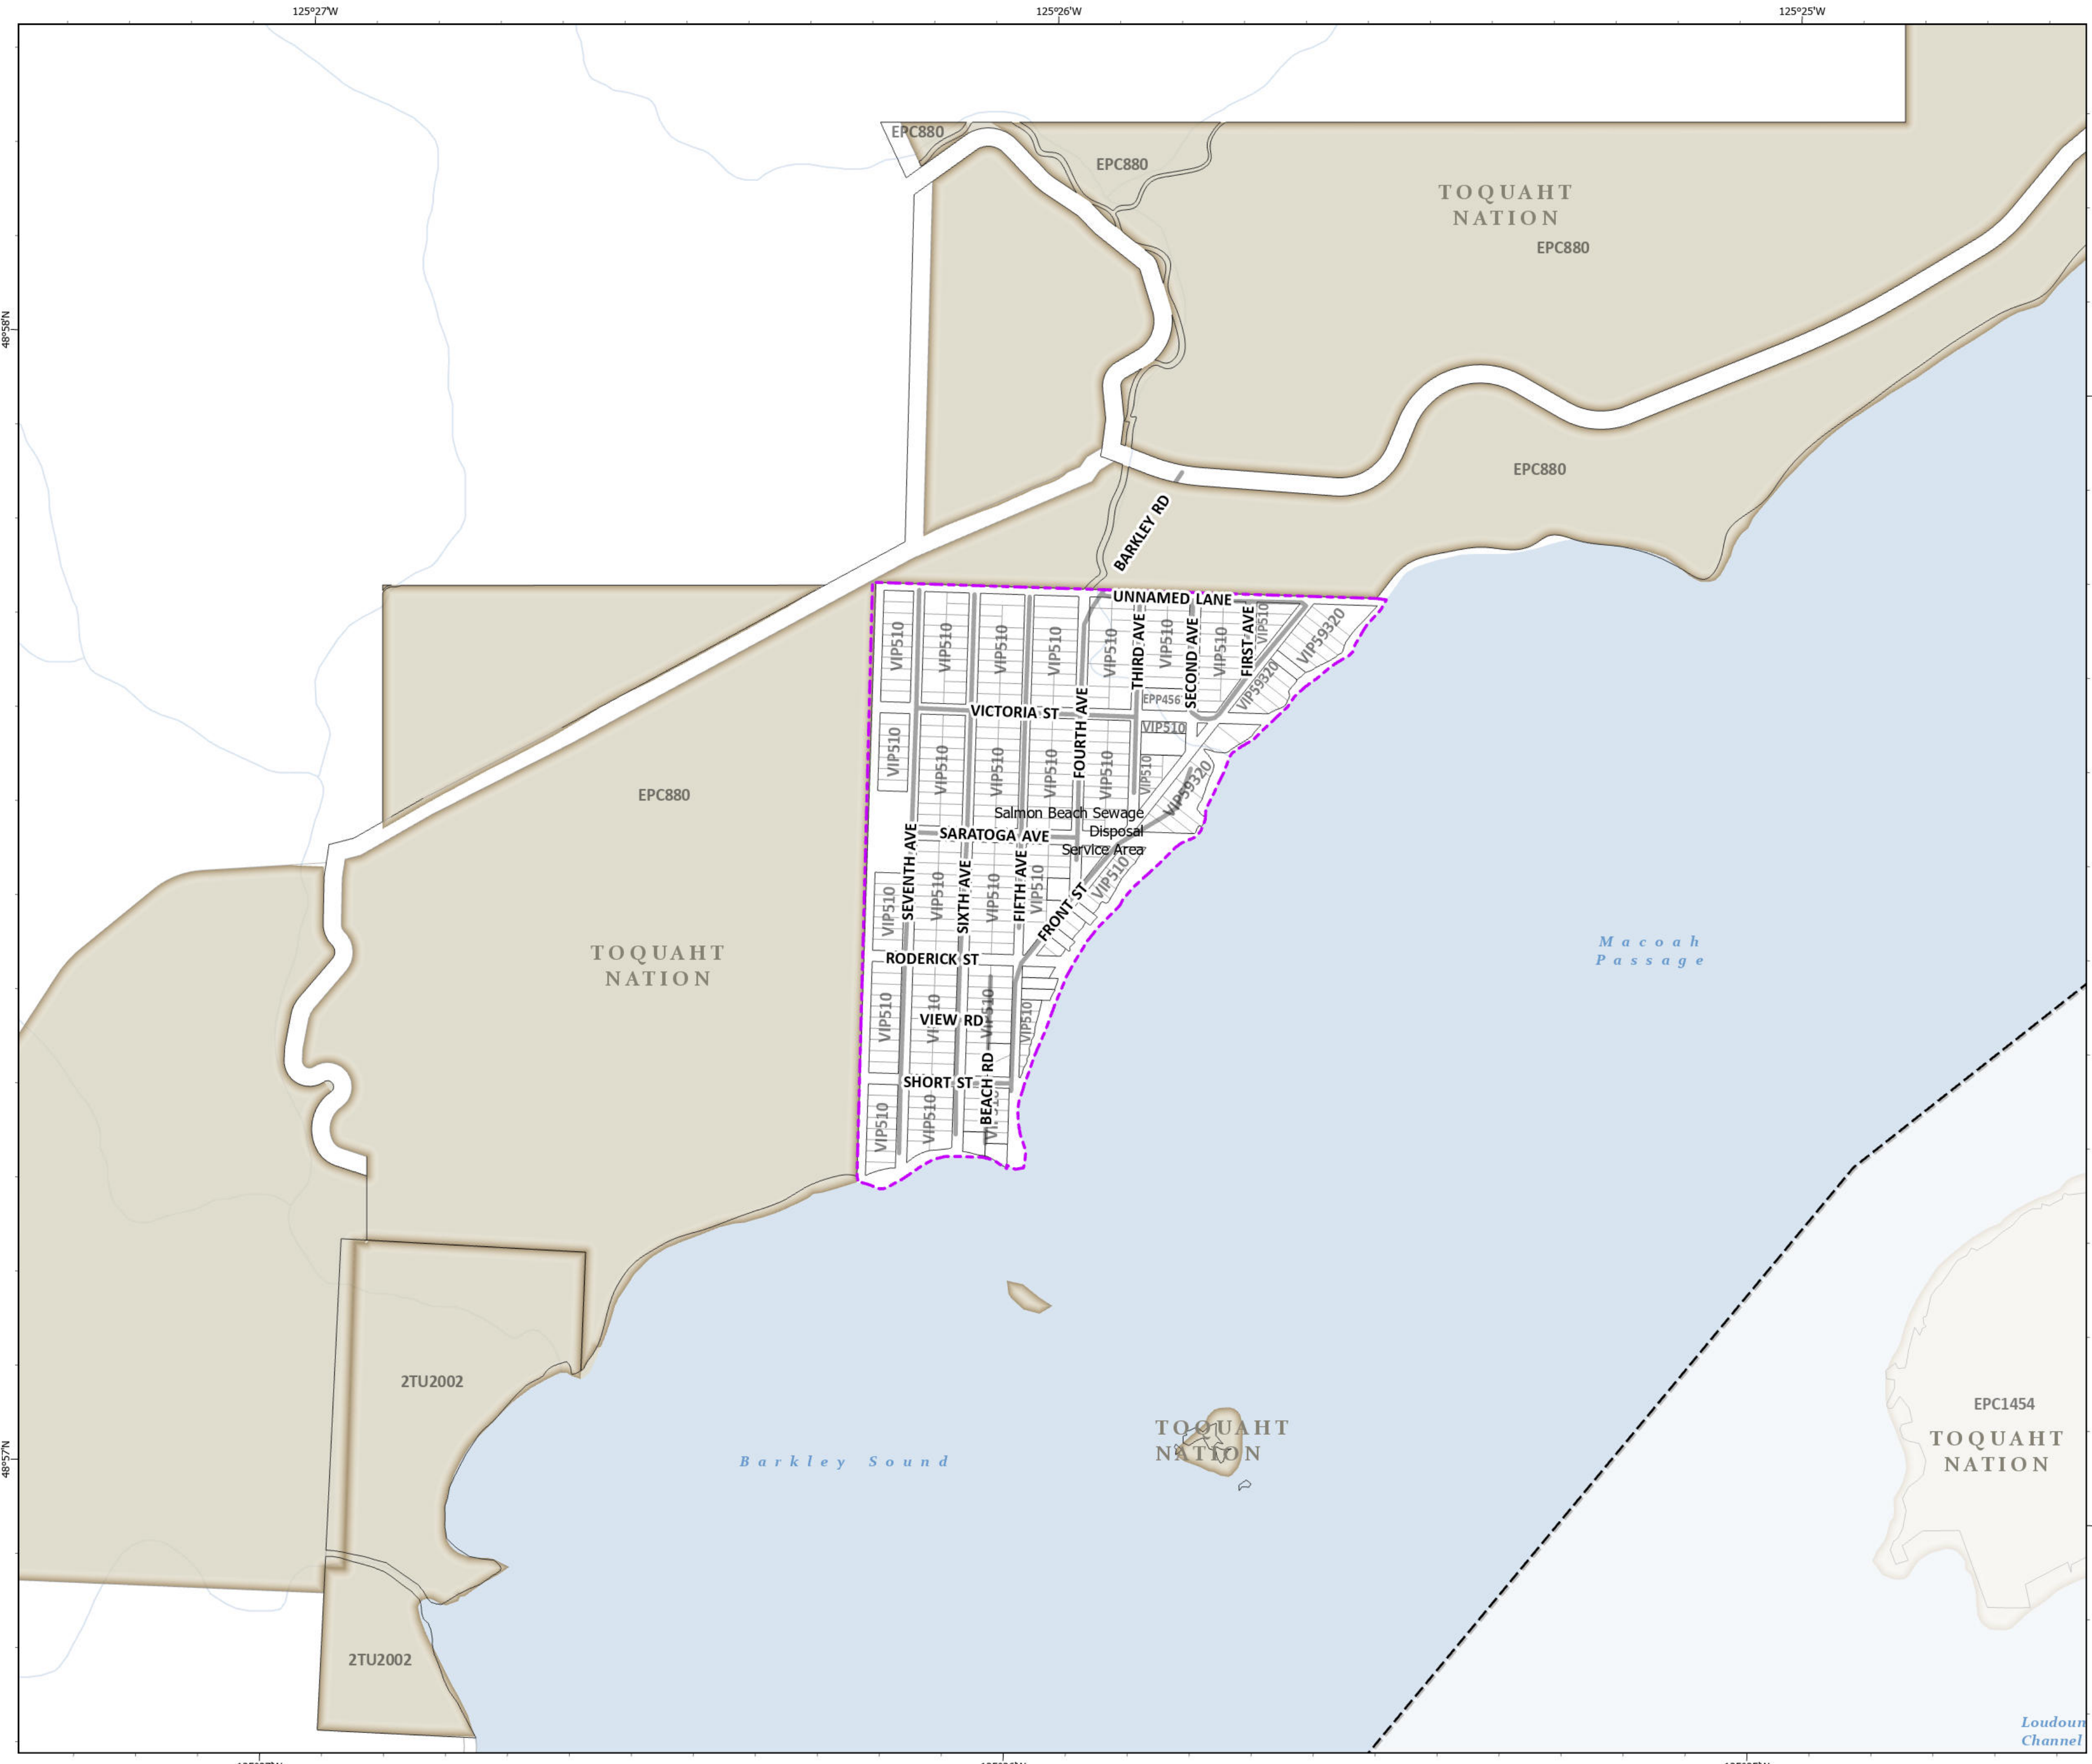 125°27'W
125°26'W
125°25'W
EPC880
EPC880
TOQUAHT
NATION
EPC880
48°58'N
EPC880
BARKLEY RD
UNNAMED LANE
VIP510
VIP510
VIP510
VIP510
VIP510
THIRD AVE
VIP510
SECOND AVE
VIP510
FIRST AVE
VIP510
VIP59320
VIP59320
EPP456
VICTORIA ST
FOURTH AVE
VIP510
VIP510
VIP510
VIP510
VIP510
VIP510
VIP510
VIP59320
EPC880
Salmon Beach Sewage
Disposal
Service Area
SARATOGA AVE
SEVENTH AVE
SIXTH AVE
FIFTH AVE
VIP510
VIP510
VIP510
VIP510
VIP510
FRONT ST
RODERICK ST
TOQUAHT
NATION
Macoah
Passage
VIP510
VIP510
VIP510
VIP510
VIEW RD
SHORT ST
BEACH RD
VIP510
VIP510
2TU2002
TOQUAHT
NATION
EPC1454
TOQUAHT
NATION
48°57'N
Barkley Sound
2TU2002
Loudoun
Channel